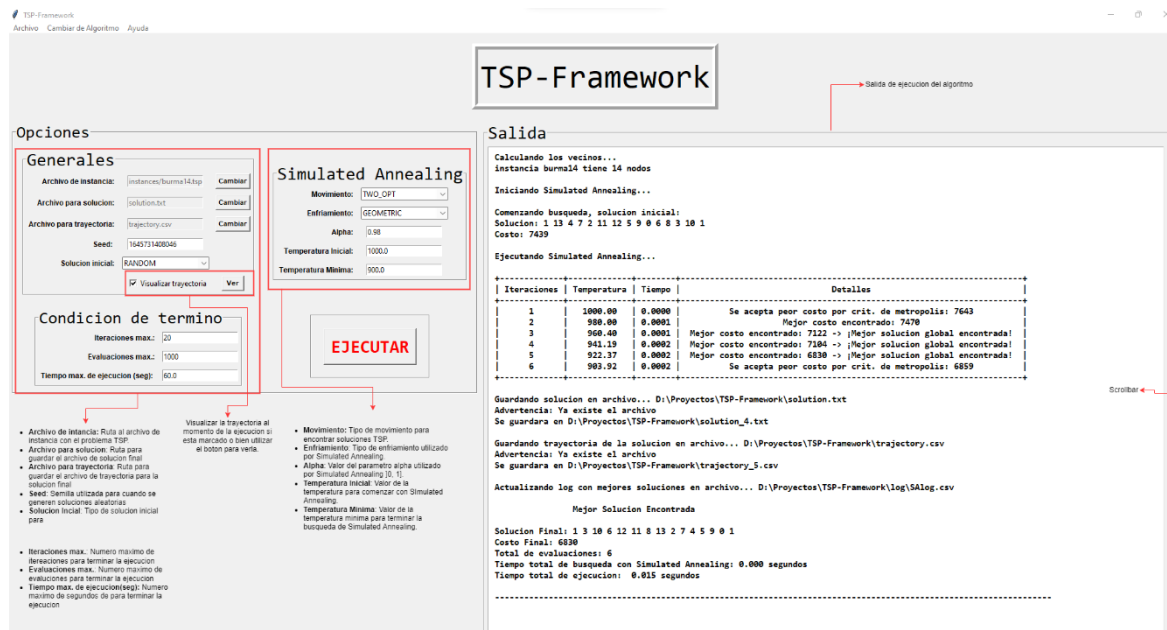 TSP-Framework
Archivo Cambiar de Algoritmo Ayuda
TSP-Framework
Salida de ejecucion del algoritmo
Opciones
Generales
Archivo de instancia: instances/burma14.tsp Cambiar
Archivo para solucion: solution.txt Cambiar
Archivo para trayectoria: trajectory.csv Cambiar
Seed: 1645731408046
Solucion inicial: RANDOM
Visualizar trayectoria Ver
Condicion de termino
Iteraciones max.: 20
Evaluaciones max.: 1000
Tiempo max. de ejecucion (seg): 60.0
Simulated Annealing
Movimiento: TWO_OPT
Enfriamiento: GEOMETRIC
Alpha: 0.98
Temperatura Inicial: 1000.0
Temperatura Minima: 900.0
EJECUTAR
• Archivo de intancia: Ruta al archivo de
instancia con el problema TSP.
• Archivo para solucion: Ruta para
guardar el archivo de solucion final
• Archivo para trayectoria: Ruta para
guardar el archivo de trayectoria para la
solucion final
• Seed: Semilla utilizada para cuando se
generen soluciones aleatorias
• Solucion Incial: Tipo de solucion inicial
para
• Iteraciones max.: Numero maximo de
itereaciones para terminar la ejecucion
• Evaluaciones max.: Numero maximo de
evaluciones para terminar la ejecucion
• Tiempo max. de ejecucion(seg): Numero
maximo de segundos de para terminar la
ejecucion
Visualizar la trayectoria al
momento de la ejecucion si
esta marcado o bien utilizar
el boton para verla.
• Movimiento: Tipo de movimiento para
encontrar soluciones TSP.
• Enfriamiento: Tipo de enfriamiento utilizado
por Simulated Annealing.
• Alpha: Valor del parametro alpha utilizado
por Simulated Annealing ]0, 1].
• Temperatura Inicial: Valor de la
temperatura para comenzar con SImulated
Annealing.
• Temperatura Minima: Valor de la
temperatura minima para terminar la
busqueda de Simulated Annealing.
Salida
Calculando los vecinos...
instancia burma14 tiene 14 nodos
Iniciando Simulated Annealing...
Comenzando busqueda, solucion inicial:
Solucion: 1 13 4 7 2 11 12 5 9 0 6 8 3 10 1
Costo: 7439
Ejecutando Simulated Annealing...
| Iteraciones | Temperatura | Tiempo | Detalles |
| 1 | 1000.00 | 0.0000 | Se acepta peor costo por crit. de metropolis: 7643 |
| 2 | 980.00 | 0.0001 | Mejor costo encontrado: 7470 |
| 3 | 960.40 | 0.0001 | Mejor costo encontrado: 7122 -> ¡Mejor solucion global encontrada! |
| 4 | 941.19 | 0.0002 | Mejor costo encontrado: 7104 -> ¡Mejor solucion global encontrada! |
| 5 | 922.37 | 0.0002 | Mejor costo encontrado: 6830 -> ¡Mejor solucion global encontrada! |
| 6 | 903.92 | 0.0002 | Se acepta peor costo por crit. de metropolis: 6859 |
Guardando solucion en archivo... D:\Proyectos\TSP-Framework\solution.txt
Advertencia: Ya existe el archivo
Se guardara en D:\Proyectos\TSP-Framework\solution_4.txt
Guardando trayectoria de la solucion en archivo... D:\Proyectos\TSP-Framework\trajectory.csv
Advertencia: Ya existe el archivo
Se guardara en D:\Proyectos\TSP-Framework\trajectory_5.csv
Actualizando log con mejores soluciones en archivo... D:\Proyectos\TSP-Framework\log\SAlog.csv
Mejor Solucion Encontrada
Solucion Final: 1 3 10 6 12 11 8 13 2 7 4 5 9 0 1
Costo Final: 6830
Total de evaluaciones: 6
Tiempo total de busqueda con Simulated Annealing: 0.000 segundos
Tiempo total de ejecucion: 0.015 segundos
Scrollbar